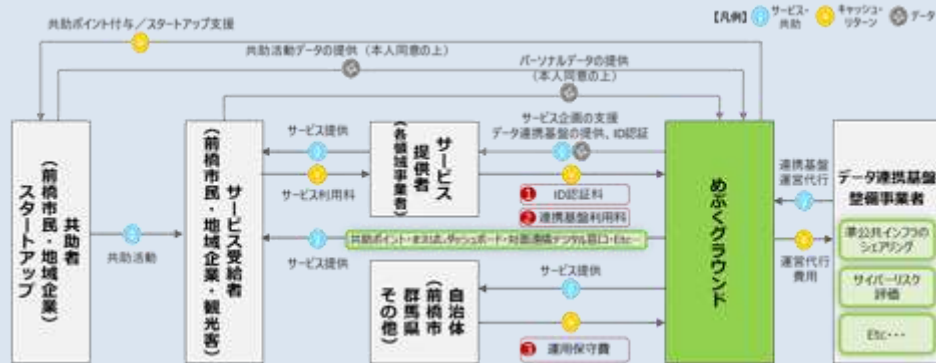 【凡例】
サービス・
共助
キャッシュ・
リターン
データ
共助ポイント付与／スタートアップ支援
共助活動データの提供（本人同意の上）
パーソナルデータの提供
（本人同意の上）
共助者
（前橋市民・地域企業）
スタートアップ
共助活動
サービス受給者
（前橋市民・地域企業・観光客）
サービス提供
サービス利用料
サービス
提供者
（各領域事業者）
サービス企画の支援
データ連携基盤の提供、ID認証
1 ID認証料
2 連携基盤利用料
サービス提供
サービス提供
自治体
（前橋市
群馬県
その他）
3 運用保守費
めぶくグラウンド
連携基盤
運営代行
運営代行
費用
データ連携基盤
整備事業者
準公共インフラの
シェアリング
サイバーリスク
評価
Etc…